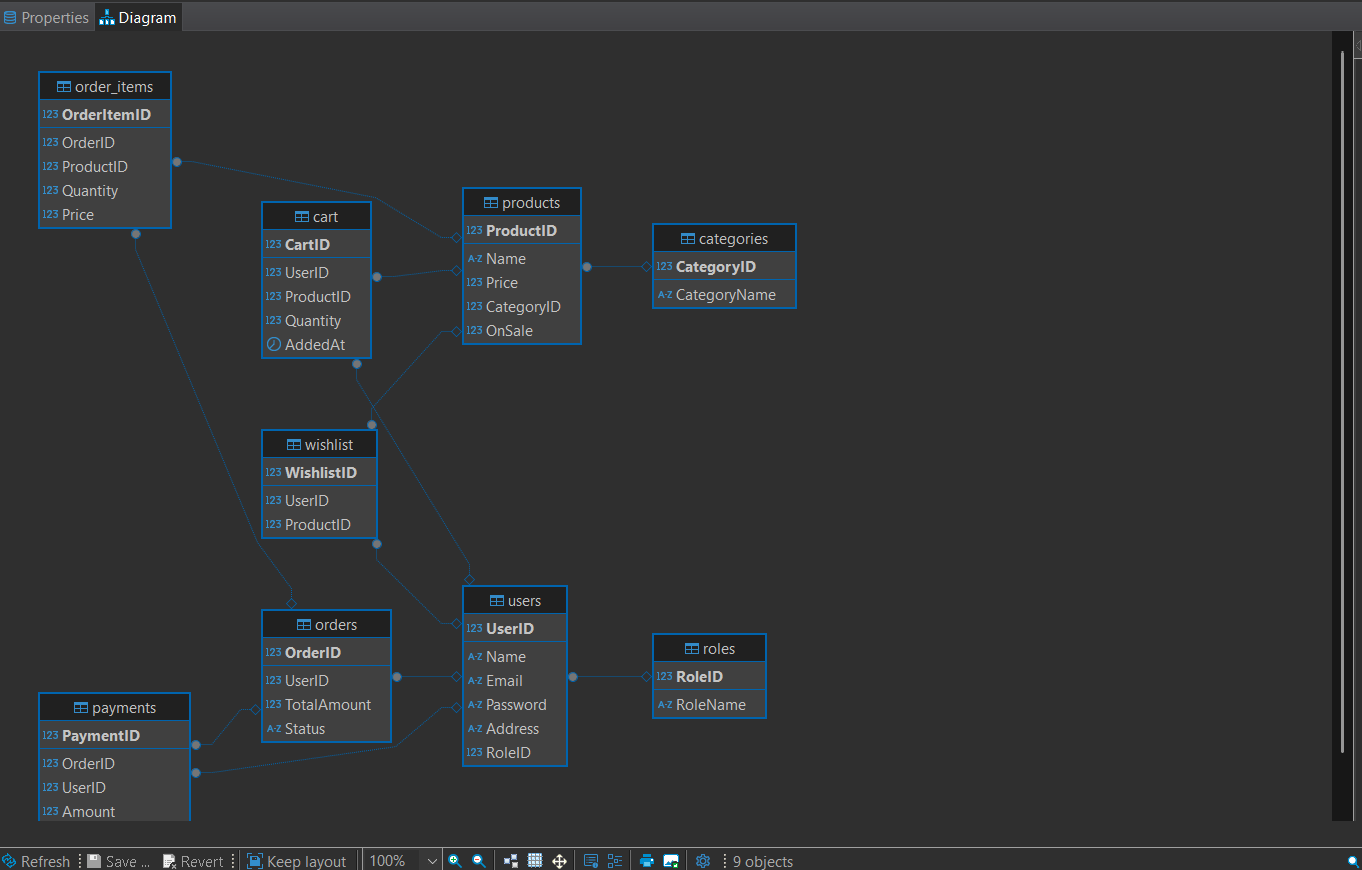 Properties
Diagram
order_items
123 OrderItemID
123 OrderID
123 ProductID
123 Quantity
123 Price
cart
123 CartID
123 UserID
123 ProductID
123 Quantity
AddedAt
products
123 ProductID
A-Z Name
123 Price
123 CategoryID
123 OnSale
categories
123 CategoryID
A-Z CategoryName
wishlist
123 WishlistID
123 UserID
123 ProductID
orders
123 OrderID
123 UserID
123 TotalAmount
A-Z Status
users
123 UserID
A-Z Name
A-Z Email
A-Z Password
A-Z Address
123 RoleID
roles
123 RoleID
A-Z RoleName
payments
123 PaymentID
123 OrderID
123 UserID
123 Amount
Refresh
Save ...
Revert
Keep layout
100%
9 objects